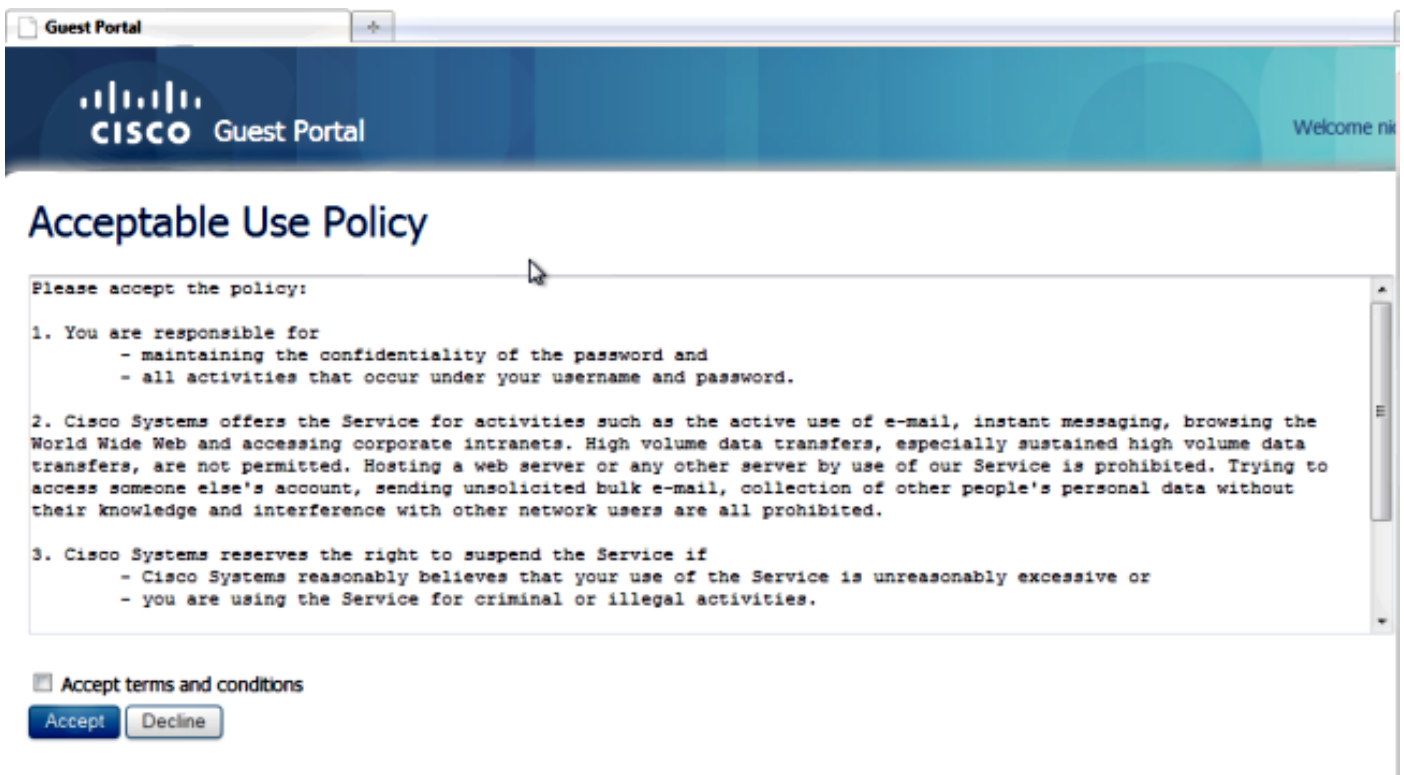 Guest Portal
CISCO Guest Portal
Welcome
Acceptable Use Policy
Please accept the policy:
1. You are responsible for
- maintaining the confidentiality of the password and
- all activities that occur under your username and password.
2. Cisco Systems offers the Service for activities such as the active use of e-mail, instant messaging, browsing the
World Wide Web and accessing corporate intranets. High volume data transfers, especially sustained high volume data
transfers, are not permitted. Hosting a web server or any other server by use of our Service is prohibited. Trying to
access someone else's account, sending unsolicited bulk e-mail, collection of other people's personal data without
their knowledge and interference with other network users are all prohibited.
3. Cisco Systems reserves the right to suspend the Service if
- Cisco Systems reasonably believes that your use of the Service is unreasonably excessive or
- you are using the Service for criminal or illegal activities.
Accept terms and conditions
Accept Decline